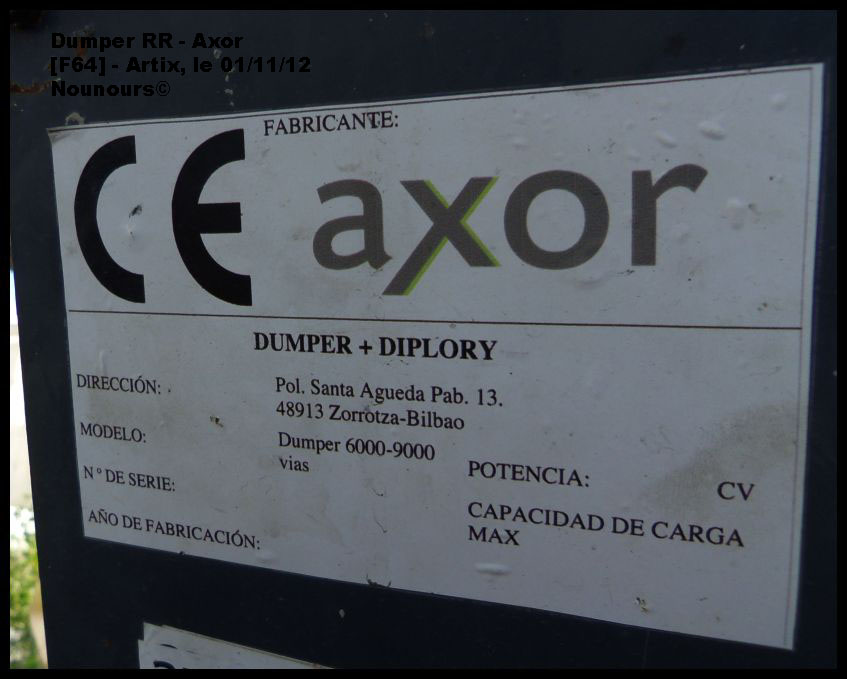 Dumper RR - Axor
[F64] - Artix, le 01/11/12
Nounours©
FABRICANTE:
CE axor
DUMPER + DIPLORY
DIRECCIÓN: Pol. Santa Agueda Pab. 13.
48913 Zorrotza-Bilbao
MODELO: Dumper 6000-9000
vias
Nº DE SERIE:
POTENCIA: CV
AÑO DE FABRICACIÓN:
CAPACIDAD DE CARGA
MAX